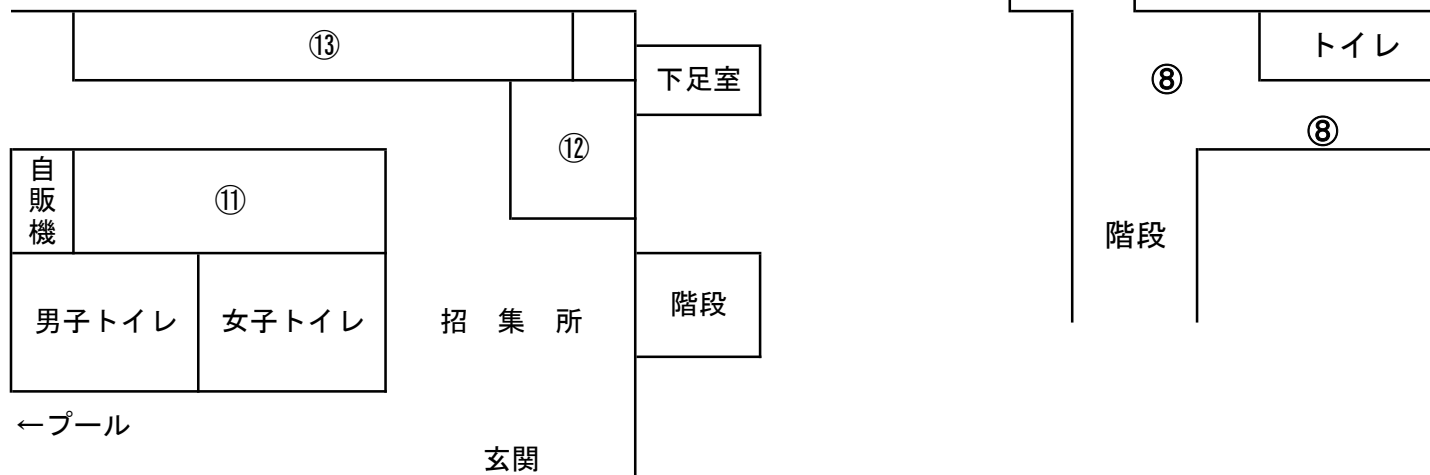 ⑬
トイレ
下足室
⑧
⑧
⑫
自販機
⑪
階段
階段
男子トイレ
女子トイレ
招 集 所
←プール
玄関